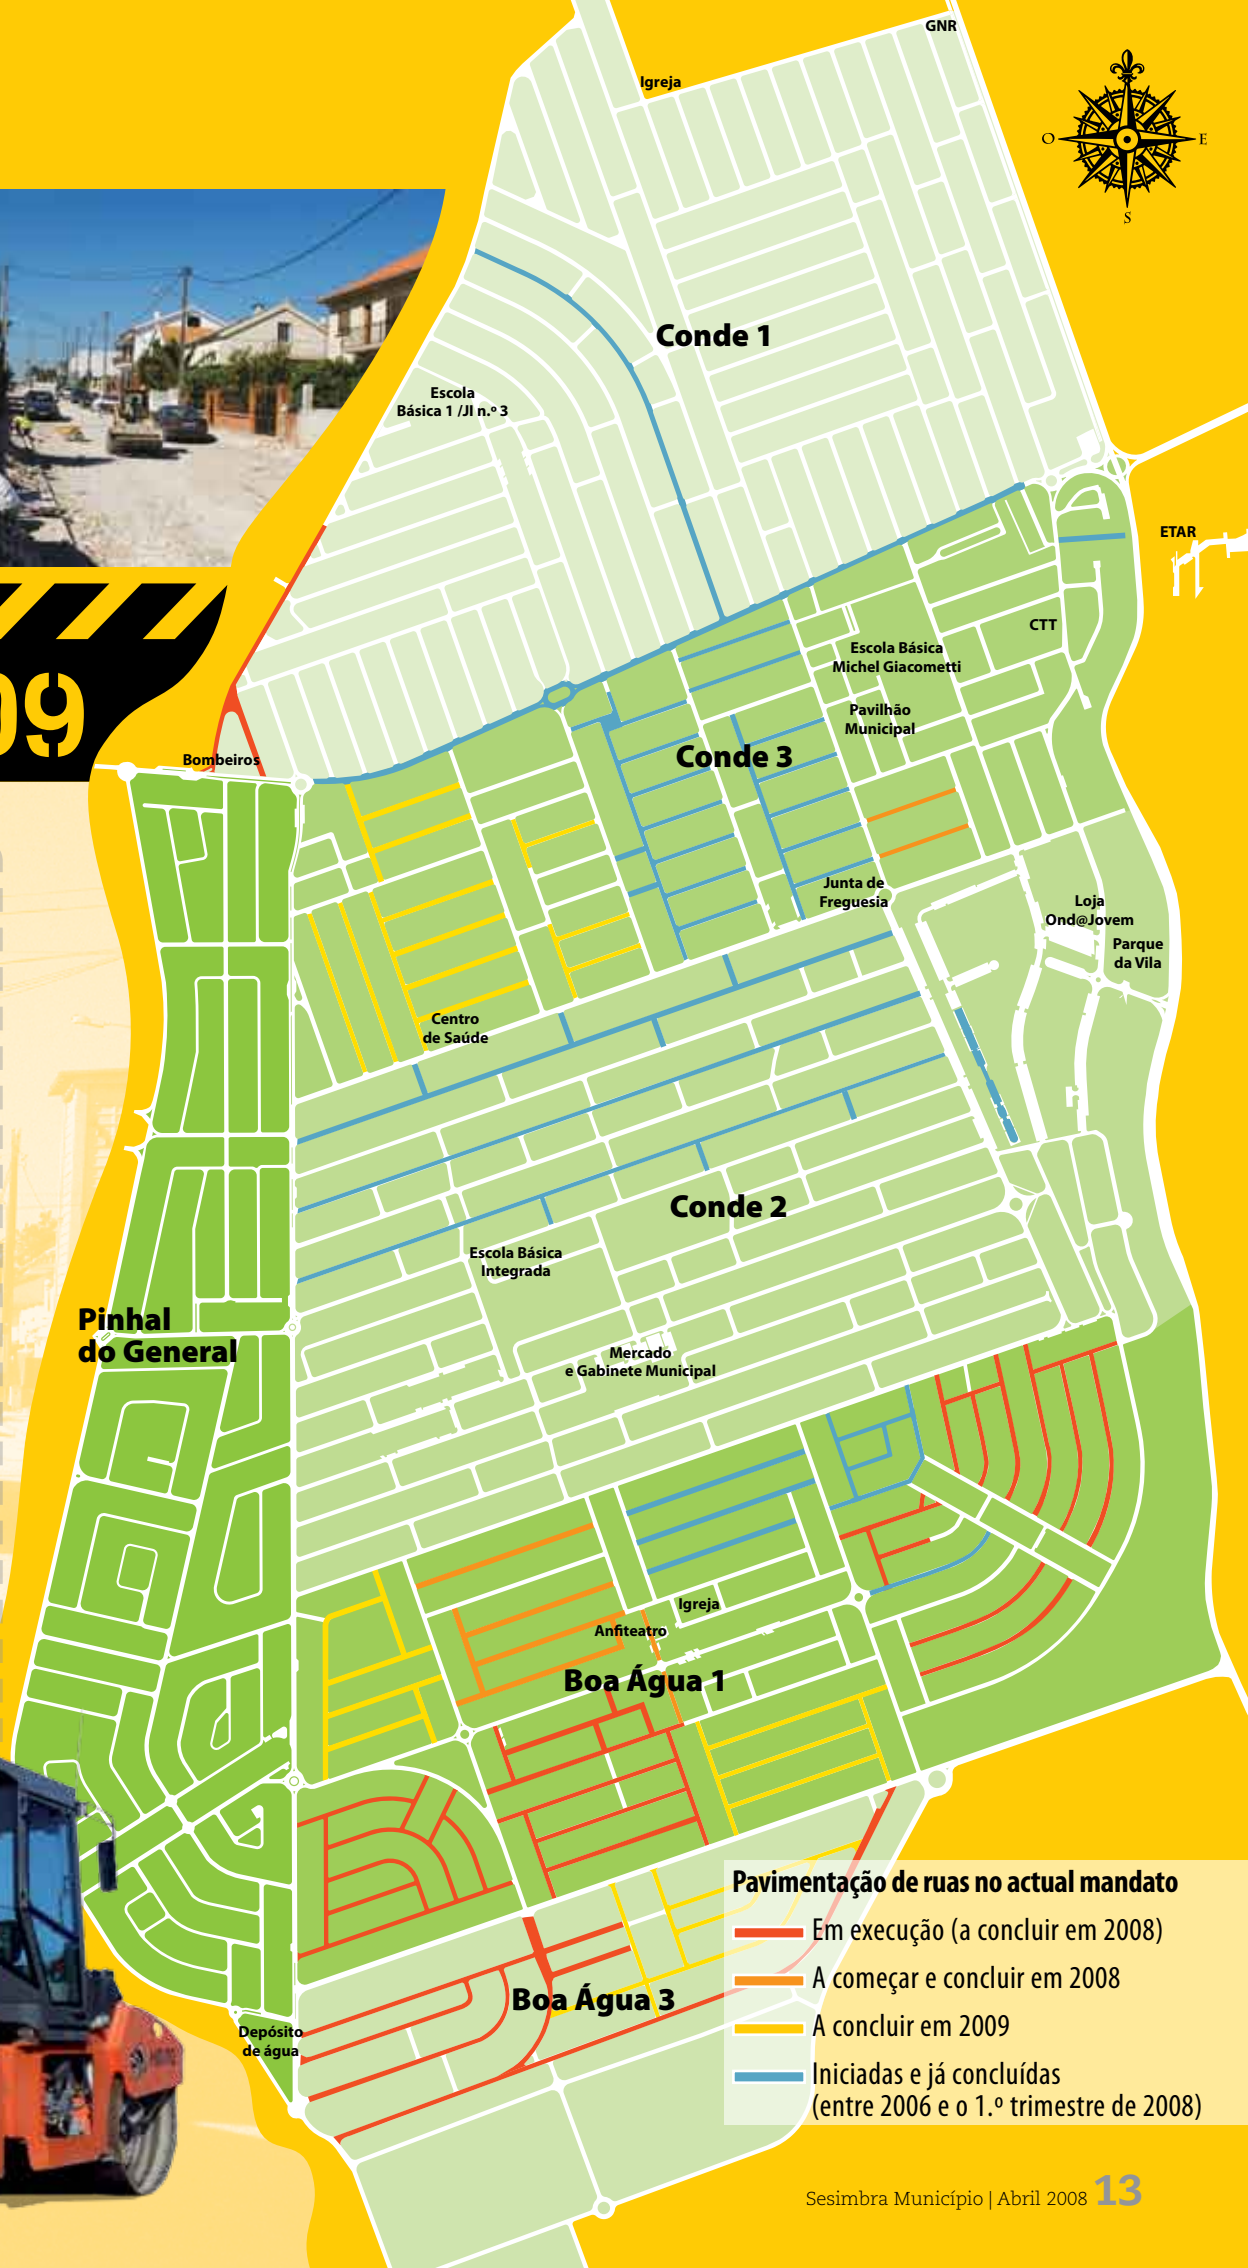 GNR
Igreja
O
E
S
Conde 1
Escola
Básica 1 /JI n.º 3
ETAR
CTT
Escola Básica
Michel Giacometti
09
Pavilhão
Municipal
Conde 3
Bombeiros
Junta de
Freguesia
Loja
Ond@Jovem
Parque
da Vila
Centro
de Saúde
Conde 2
Escola Básica
Integrada
Pinhal
do General
Mercado
e Gabinete Municipal
Igreja
Anfiteatro
Boa Água 1
Boa Água 3
Depósito
de água
Pavimentação de ruas no actual mandato
Em execução (a concluir em 2008)
A começar e concluir em 2008
A concluir em 2009
Iniciadas e já concluídas
(entre 2006 e o 1.º trimestre de 2008)
Sesimbra Município | Abril 2008 13